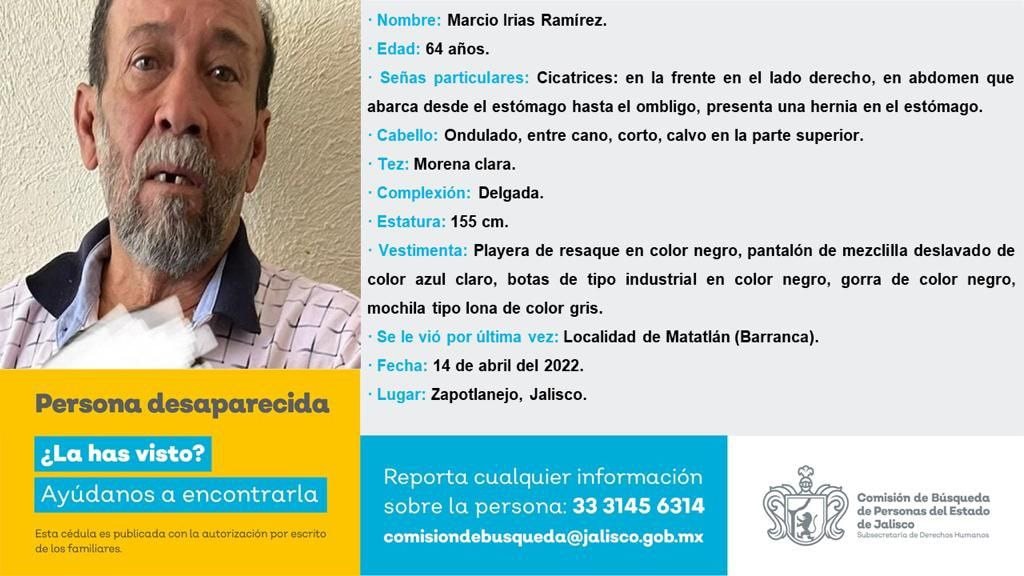 · Nombre: Marcio Irias Ramírez.
· Edad: 64 años.
· Señas particulares: Cicatrices: en la frente en el lado derecho, en abdomen que
abarca desde el estómago hasta el ombligo, presenta una hernia en el estómago.
· Cabello: Ondulado, entre cano, corto, calvo en la parte superior.
· Tez: Morena clara.
· Complexión: Delgada.
· Estatura: 155 cm.
· Vestimenta: Playera de resaque en color negro, pantalón de mezclilla deslavado de
color azul claro, botas de tipo industrial en color negro, gorra de color negro,
mochila tipo lona de color gris.
· Se le vió por última vez: Localidad de Matatlán (Barranca).
· Fecha: 14 de abril del 2022.
· Lugar: Zapotlanejo, Jalisco.
Persona desaparecida
¿La has visto?
Ayúdanos a encontrarla
Esta cédula es publicada con la autorización por escrito
de los familiares.
Reporta cualquier información
sobre la persona: 33 3145 6314
comisiondebusqueda@jalisco.gob.mx
Comisión de Búsqueda
de Personas del Estado
de Jalisco
Subsecretaría de Derechos Humanos